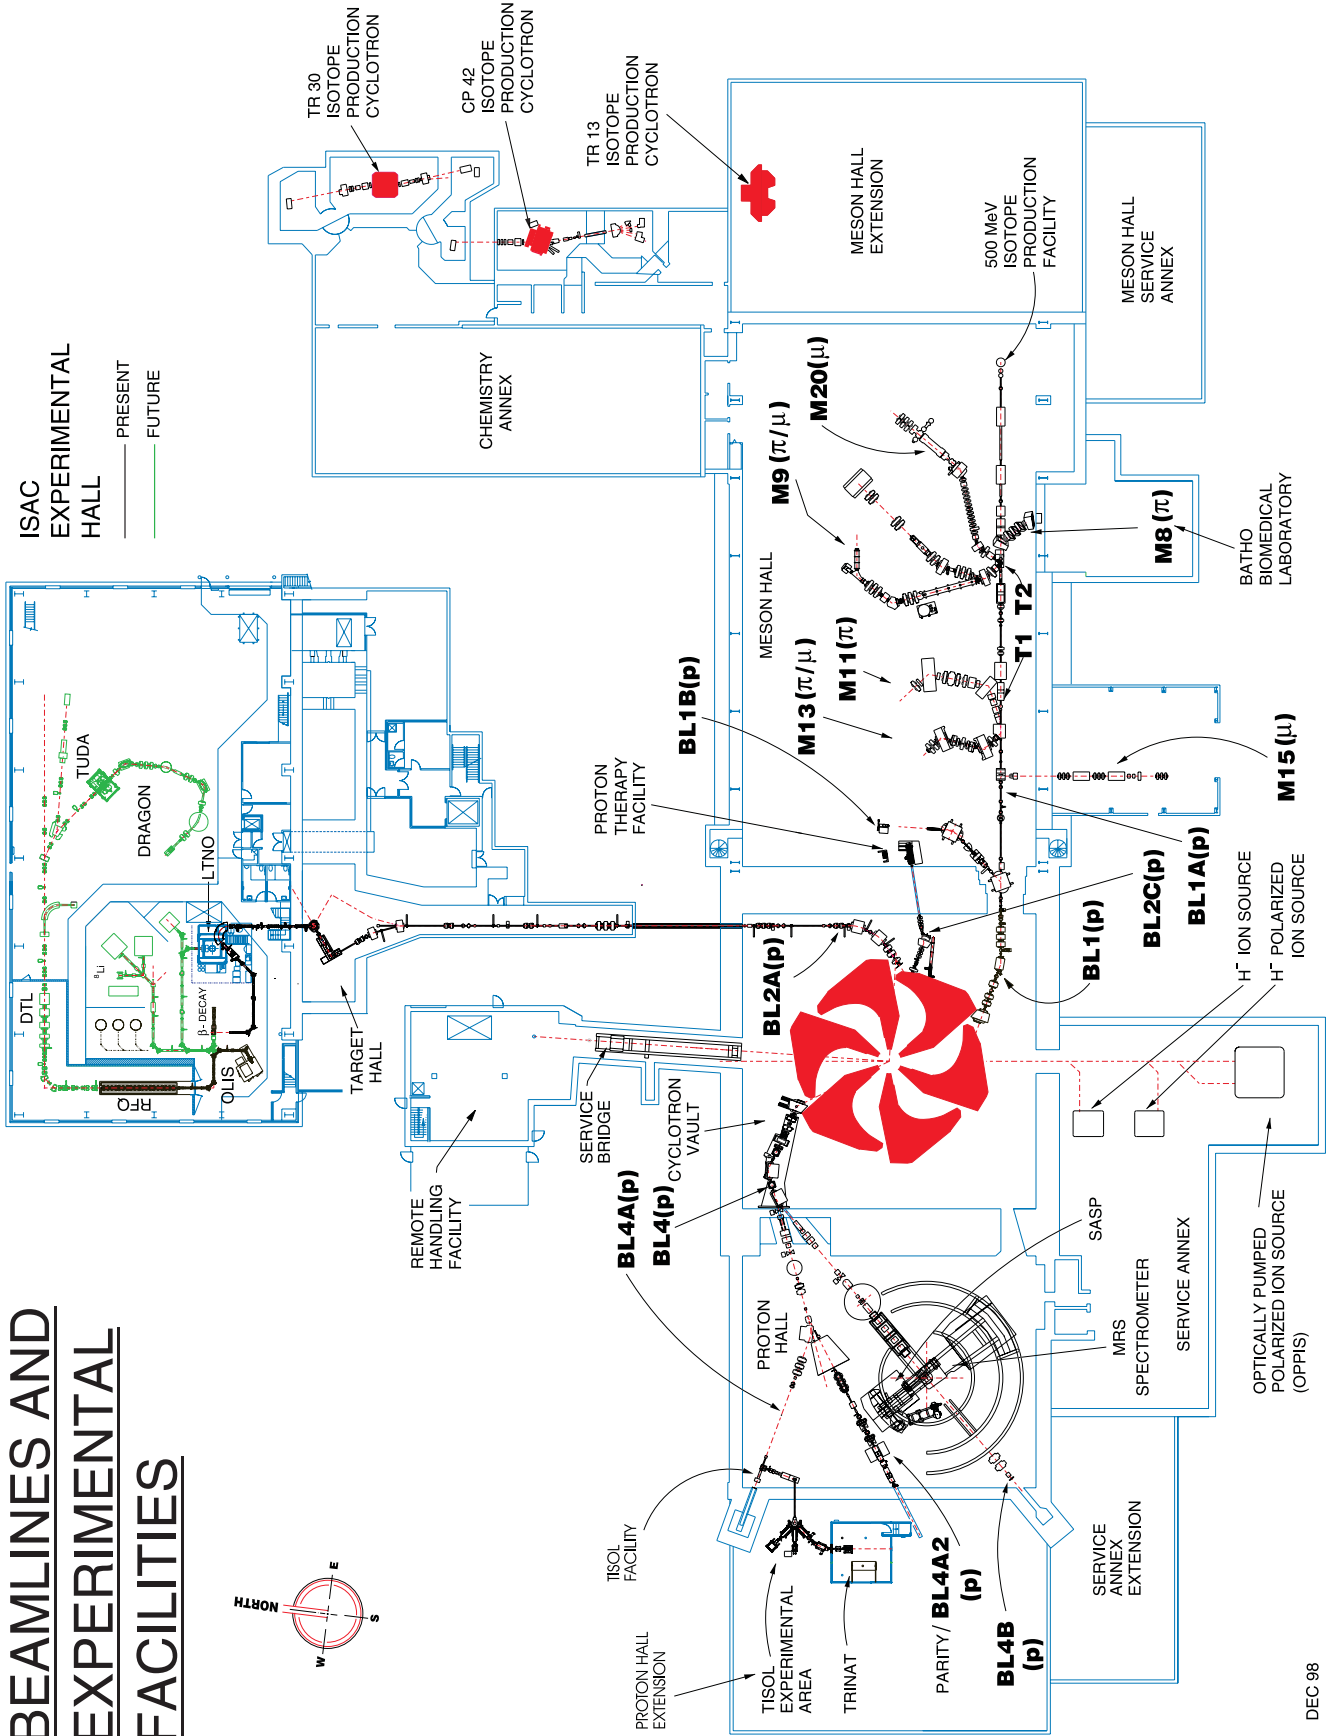 BEAMLINES AND
EXPERIMENTAL
FACILITIES
NORTH
E
S
W
ISAC
EXPERIMENTAL
HALL
PRESENT
FUTURE
TR 30
ISOTOPE
PRODUCTION
CYCLOTRON
CP 42
ISOTOPE
PRODUCTION
CYCLOTRON
TR 13
ISOTOPE
PRODUCTION
CYCLOTRON
CHEMISTRY
ANNEX
MESON HALL
EXTENSION
500 MeV
ISOTOPE
PRODUCTION
FACILITY
MESON HALL
SERVICE
ANNEX
TUDA
DRAGON
LTNO
DTL
⁸Li
β- DECAY
RFQ
OLIS
TARGET
HALL
MESON HALL
M20(μ)
M9 (π/μ)
M11(π)
M13 (π/μ)
BL1B(p)
PROTON
THERAPY
FACILITY
T1
T2
M8 (π)
BATHO
BIOMEDICAL
LABORATORY
M15 (μ)
BL1A(p)
BL2C(p)
BL1(p)
BL2A(p)
H⁻ ION SOURCE
H⁻ POLARIZED
ION SOURCE
SERVICE
BRIDGE
CYCLOTRON
VAULT
REMOTE
HANDLING
FACILITY
BL4A(p)
BL4(p)
PROTON
HALL
SASP
MRS
SPECTROMETER
SERVICE ANNEX
OPTICALLY PUMPED
POLARIZED ION SOURCE
(OPPIS)
TISOL
FACILITY
PROTON HALL
EXTENSION
TISOL
EXPERIMENTAL
AREA
TRINAT
PARITY/ BL4A2
(p)
BL4B
(p)
SERVICE
ANNEX
EXTENSION
DEC 98